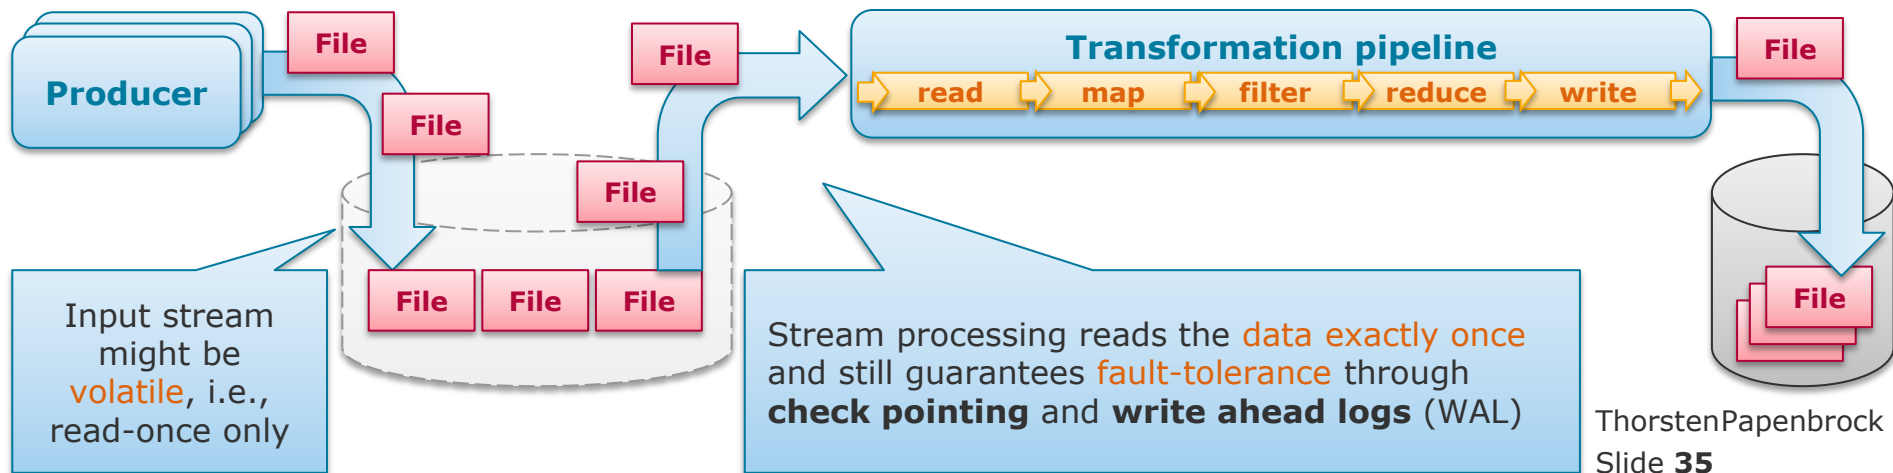 Producer
File
File
File
File
File
File
File
Transformation pipeline
read
map
filter
reduce
write
File
File
Input stream
might be
volatile, i.e.,
read-once only
Stream processing reads the data exactly once
and still guarantees fault-tolerance through
check pointing and write ahead logs (WAL)
ThorstenPapenbrock
Slide 35